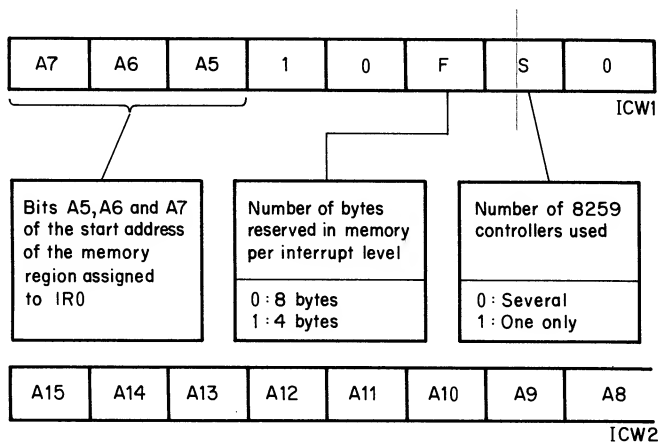 A7 A6 A5 1 0 F S 0
ICW1
Bits A5, A6 and A7
of the start address
of the memory
region assigned
to IR0
Number of bytes
reserved in memory
per interrupt level
0 : 8 bytes
1 : 4 bytes
Number of 8259
controllers used
0 : Several
1 : One only
A15 A14 A13 A12 A11 A10 A9 A8
ICW2